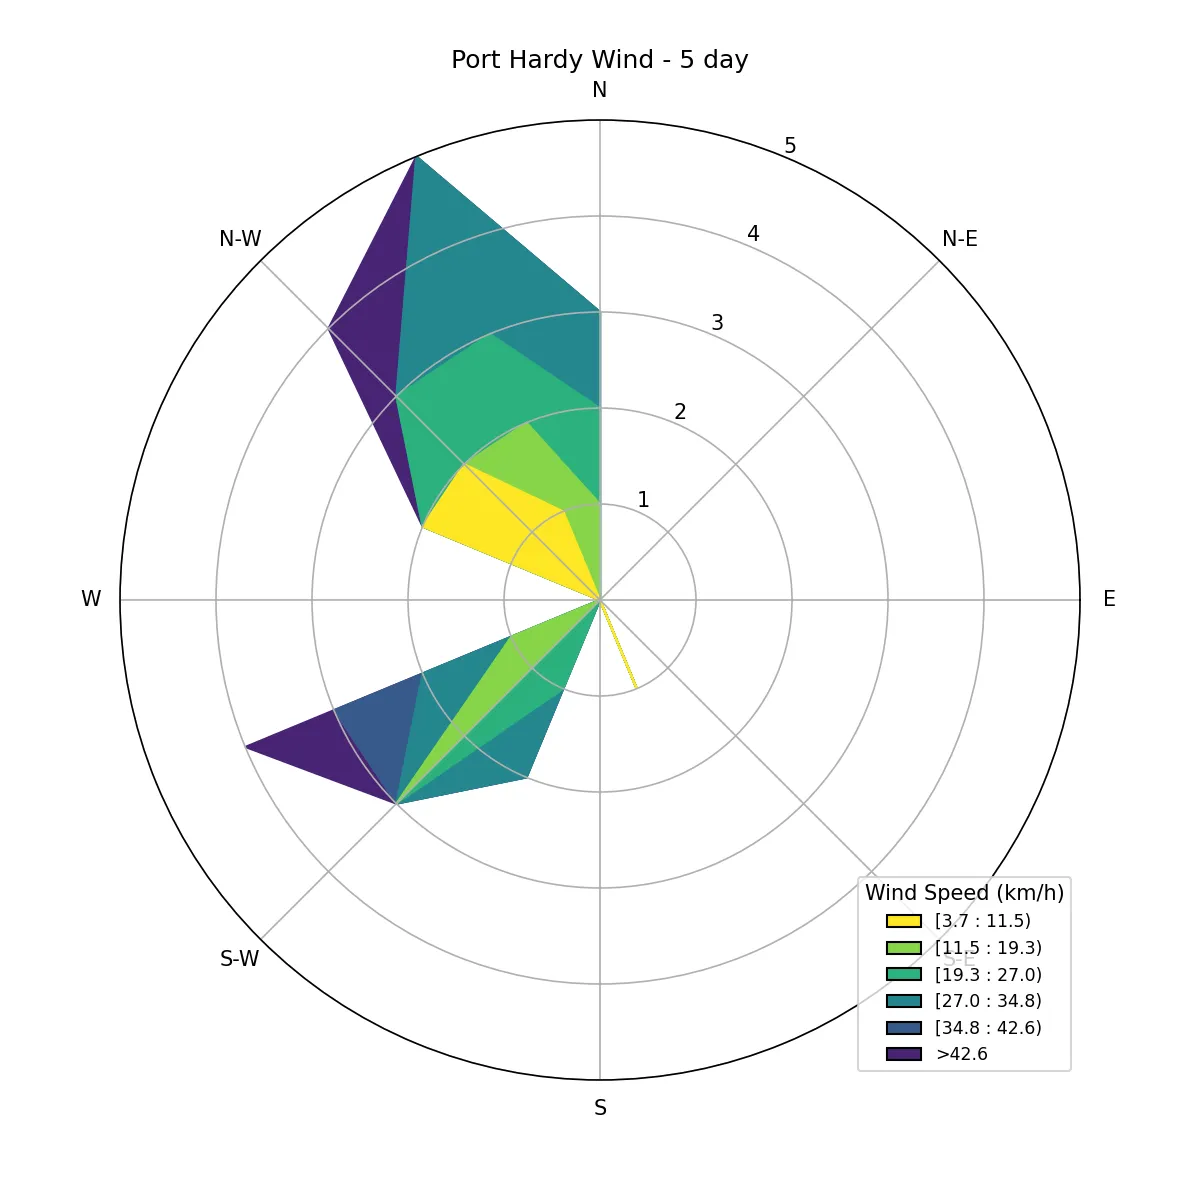 Port Hardy Wind - 5 day
N
5
N-W
N-E
4
3
2
1
W
E
Wind Speed (km/h)
[3.7 : 11.5)
[11.5 : 19.3)
S-W
S-E
[19.3 : 27.0)
[27.0 : 34.8)
[34.8 : 42.6)
>42.6
S